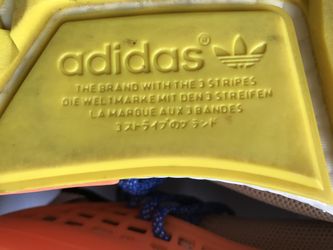 adidas®
THE BRAND WITH THE 3 STRIPES
DIE WELTMARKE MIT DEN 3 STREIFEN
LA MARQUE AUX 3 BANDES
3ストライプのブランド